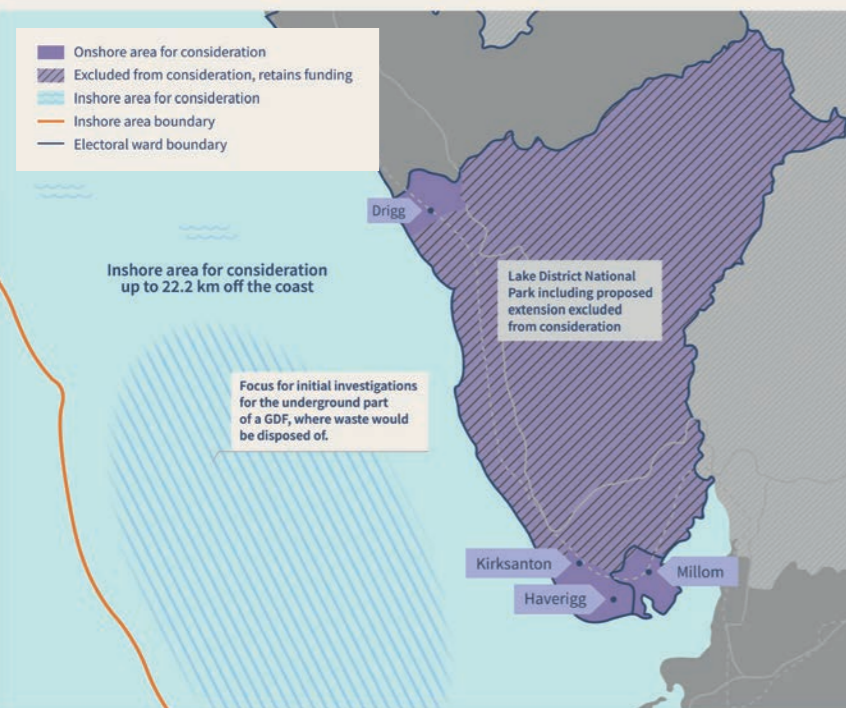 Onshore area for consideration
Excluded from consideration, retains funding
Inshore area for consideration
Inshore area boundary
Electoral ward boundary
Drigg
Inshore area for consideration
up to 22.2 km off the coast
Lake District National
Park including proposed
extension excluded
from consideration
Focus for initial investigations
for the underground part
of a GDF, where waste would
be disposed of.
Kirksanton
Millom
Haverigg